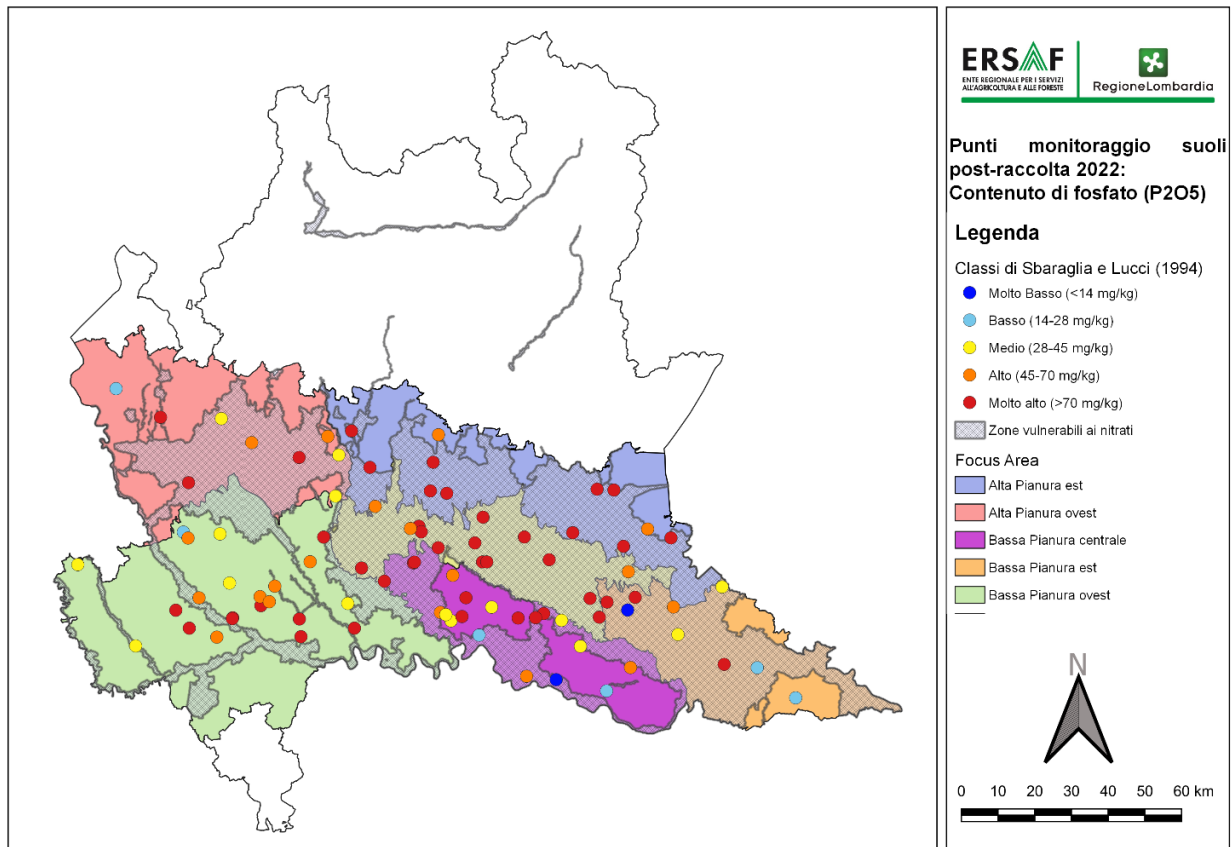 ERSAF
ENTE REGIONALE PER I SERVIZI
ALL'AGRICOLTURA E ALLE FORESTE
RegioneLombardia
Punti monitoraggio suoli
post-raccolta 2022:
Contenuto di fosfato (P2O5)
Legenda
Classi di Sbaraglia e Lucci (1994)
Molto Basso (<14 mg/kg)
Basso (14-28 mg/kg)
Medio (28-45 mg/kg)
Alto (45-70 mg/kg)
Molto alto (>70 mg/kg)
Zone vulnerabili ai nitrati
Focus Area
Alta Pianura est
Alta Pianura ovest
Bassa Pianura centrale
Bassa Pianura est
Bassa Pianura ovest
N
0 10 20 30 40 50 60 km